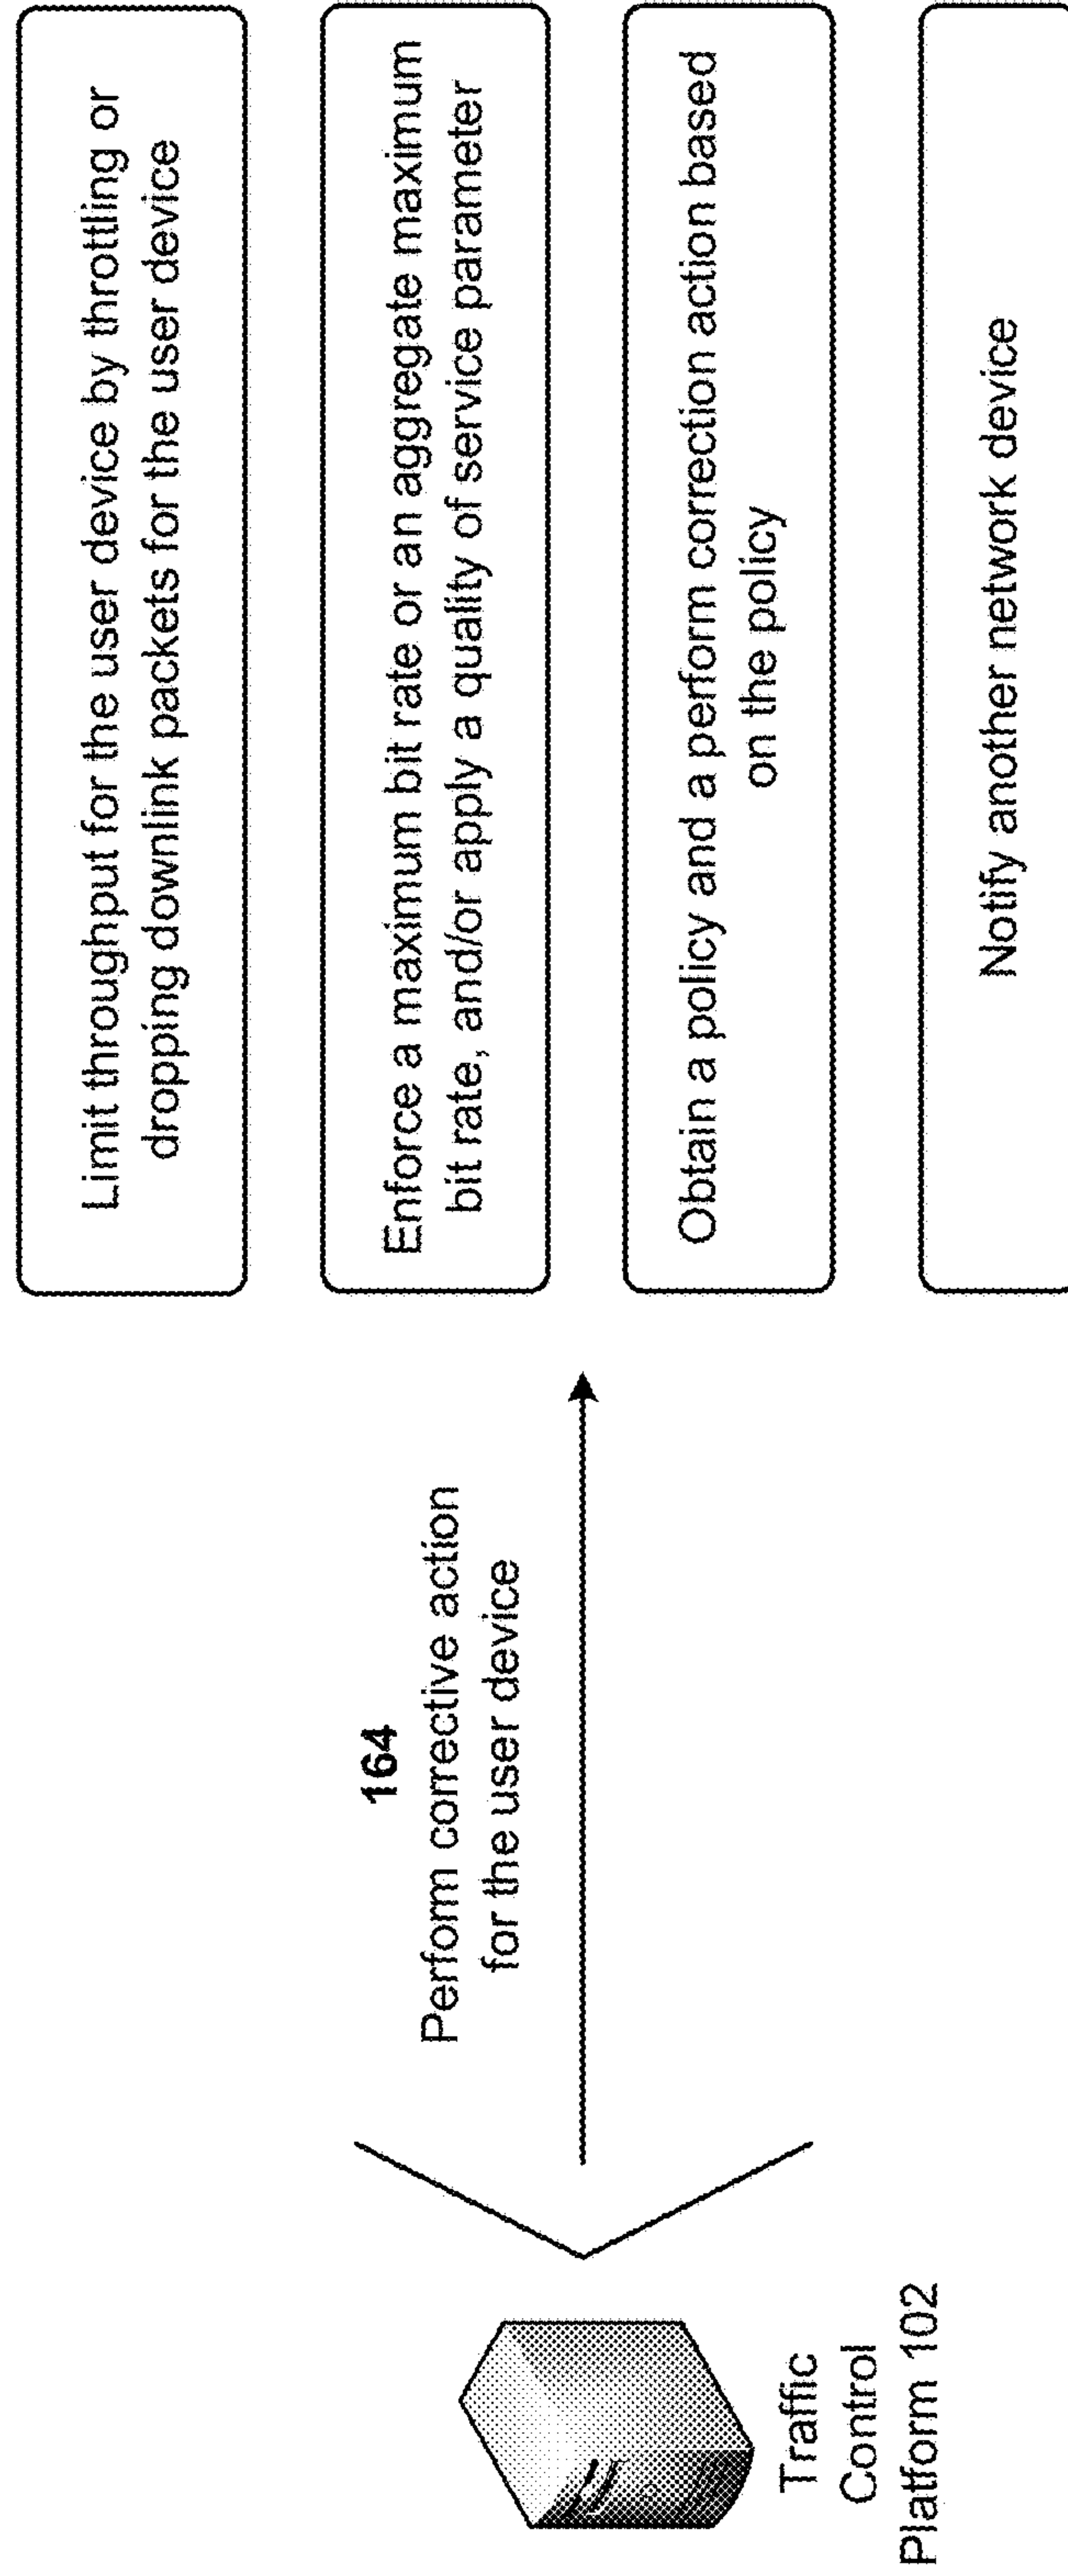 164
Perfom corrective action
for the user device
Traffic
Control
Platform 102
Limit throughput for the user device by throttling or
dropping downlink packets for the user device
Enforce a maximum bit rate or an aggregate maximum
bit rate, and/or apply a quality of service parameter
Obtain a policy and a perform correction action based
on the policy
Notify another network device